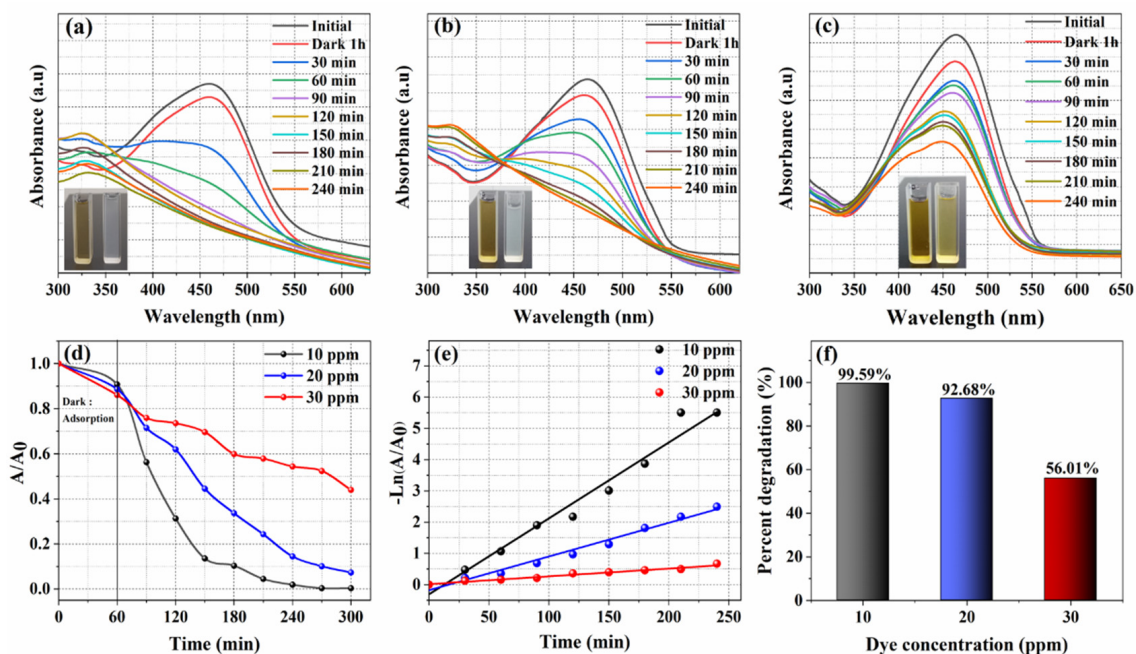 (a)
Initial
Dark 1h
30 min
60 min
90 min
120 min
150 min
180 min
210 min
240 min
Absorbance (a.u)
300 350 400 450 500 550 600
Wavelength (nm)
(b)
Initial
Dark 1h
30 min
60 min
90 min
120 min
150 min
180 min
210 min
240 min
Absorbance (a.u)
300 350 400 450 500 550 600
Wavelength (nm)
(c)
Initial
Dark 1h
30 min
60 min
90 min
120 min
150 min
180 min
210 min
240 min
Absorbance (a.u)
300 350 400 450 500 550 600 650
Wavelength (nm)
(d)
10 ppm
20 ppm
30 ppm
Dark :
Adsorption
A/A0
1.0
0.8
0.6
0.4
0.2
0.0
0 60 120 180 240 300
Time (min)
(e)
10 ppm
20 ppm
30 ppm
-Ln(A/A0)
7
6
5
4
3
2
1
0
0 50 100 150 200 250
Time (min)
(f)
99.59%
92.68%
56.01%
Percent degradation (%)
100
80
60
40
20
0
10 20 30
Dye concentration (ppm)